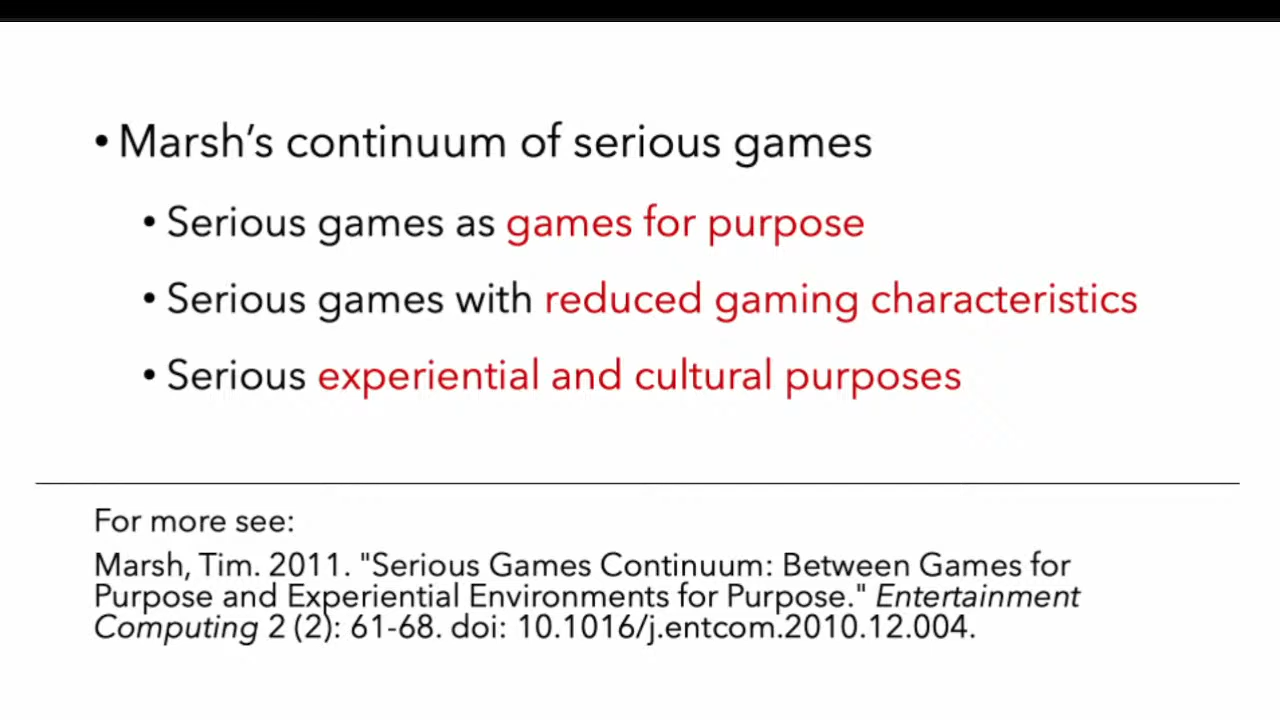 • Marsh’s continuum of serious games
• Serious games as games for purpose
• Serious games with reduced gaming characteristics
• Serious experiential and cultural purposes
For more see:
Marsh, Tim. 2011. "Serious Games Continuum: Between Games for
Purpose and Experiential Environments for Purpose." Entertainment
Computing 2 (2): 61-68. doi: 10.1016/j.entcom.2010.12.004.